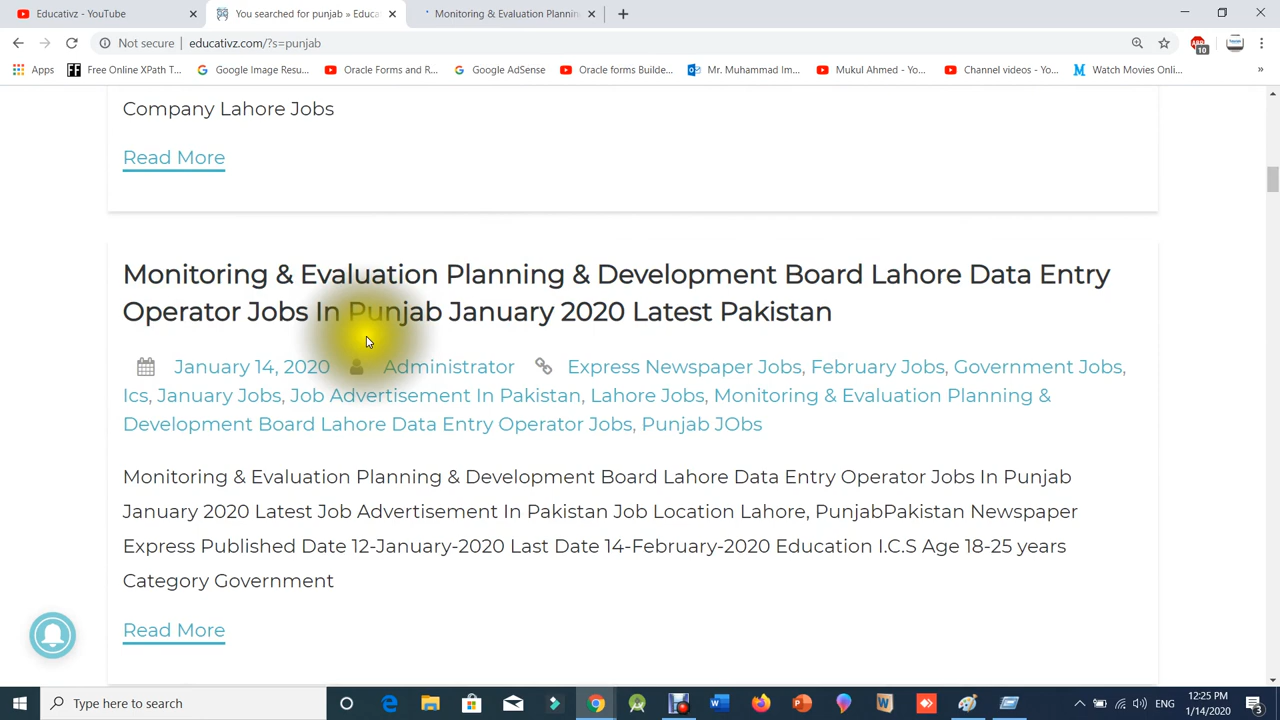 Educativz - YouTube
You searched for punjab » Educa
Monitoring & Evaluation Plannin
Not secure
educativz.com/?s=punjab
10
Apps
Free Online XPath T...
Google Image Resu...
Oracle Forms and R...
Google AdSense
Oracle forms Builde...
Mr. Muhammad Im...
Mukul Ahmed - Yo...
Channel videos - Yo...
Watch Movies Onli...
»
Company Lahore Jobs
Read More
Monitoring & Evaluation Planning & Development Board Lahore Data Entry
Operator Jobs In Punjab January 2020 Latest Pakistan
January 14, 2020 Administrator Express Newspaper Jobs, February Jobs, Government Jobs,
Ics, January Jobs, Job Advertisement In Pakistan, Lahore Jobs, Monitoring & Evaluation Planning &
Development Board Lahore Data Entry Operator Jobs, Punjab JObs
Monitoring & Evaluation Planning & Development Board Lahore Data Entry Operator Jobs In Punjab
January 2020 Latest Job Advertisement In Pakistan Job Location Lahore, PunjabPakistan Newspaper
Express Published Date 12-January-2020 Last Date 14-February-2020 Education I.C.S Age 18-25 years
Category Government
Read More
Type here to search
ENG
12:25 PM
1/14/2020
3